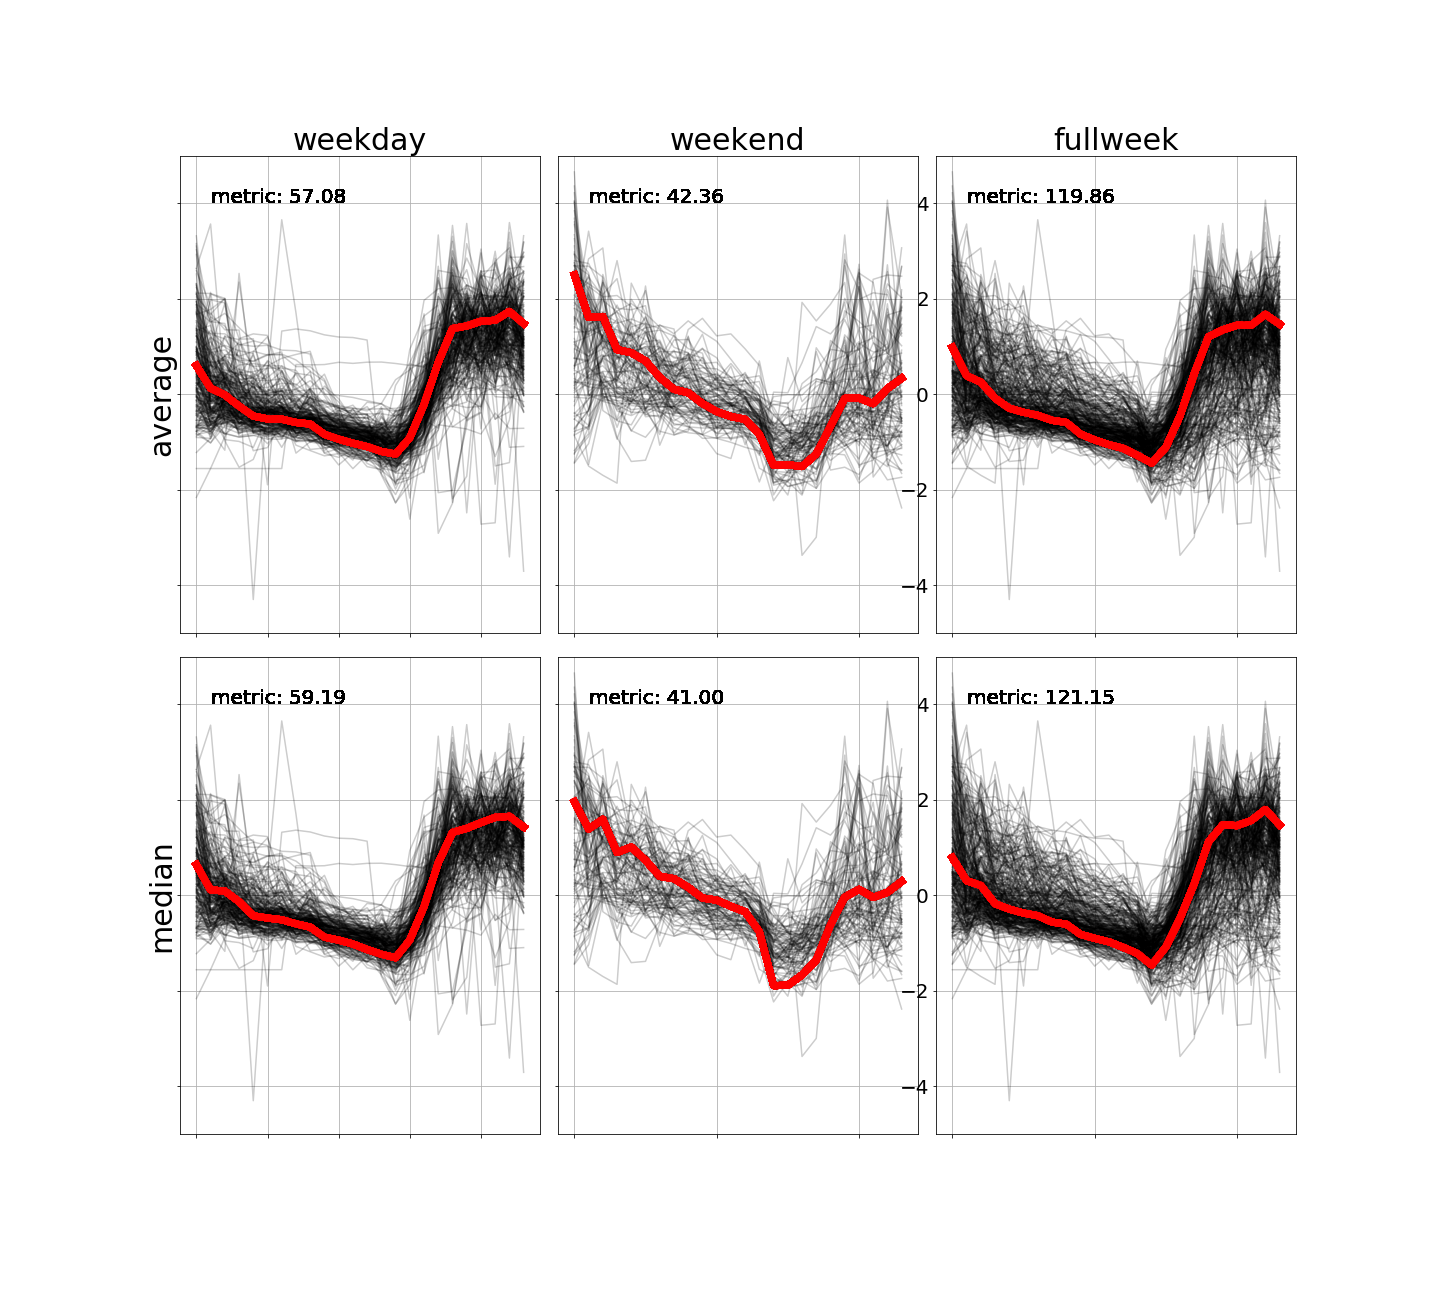 weekday
weekend
fullweek
average
metric: 57.08
metric: 42.36
metric: 119.86
4
2
0
−2
−4
median
metric: 59.19
metric: 41.00
metric: 121.15
4
2
0
−2
−4